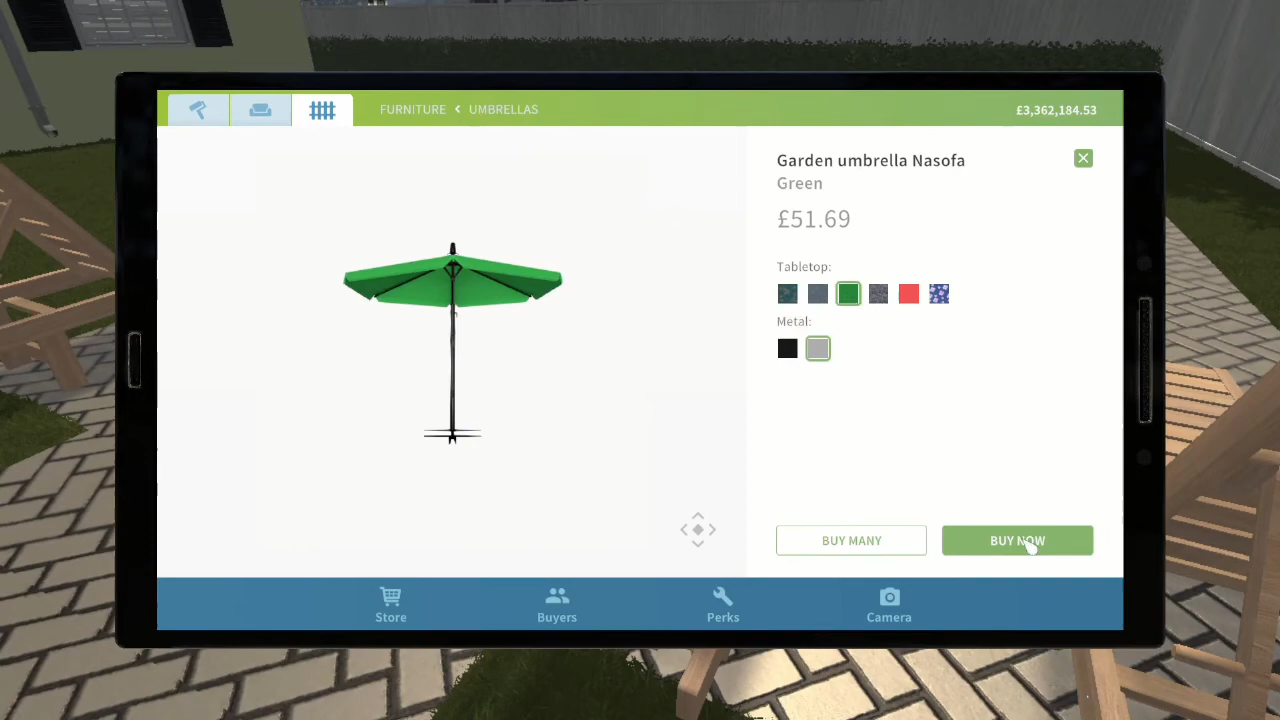 FURNITURE < UMBRELLAS
£3,362,184.53
Garden umbrella Nasofa
Green
£51.69
Tabletop:
Metal:
BUY MANY
BUY NOW
Store
Buyers
Perks
Camera